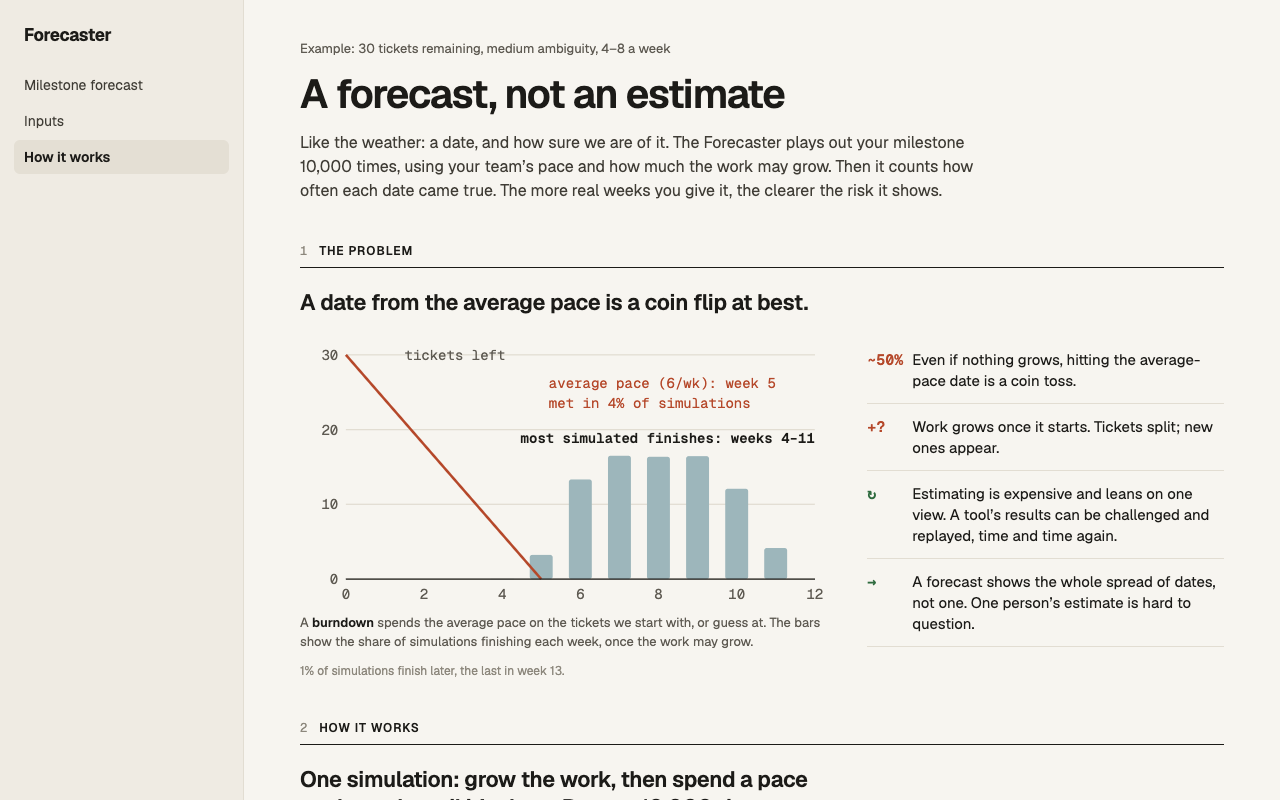 Forecaster
Milestone forecast
Inputs
How it works
Example: 30 tickets remaining, medium ambiguity, 4–8 a week
A forecast, not an estimate
Like the weather: a date, and how sure we are of it. The Forecaster plays out your milestone
10,000 times, using your team’s pace and how much the work may grow. Then it counts how
often each date came true. The more real weeks you give it, the clearer the risk it shows.
1 THE PROBLEM
A date from the average pace is a coin flip at best.
30
tickets left
average pace (6/wk): week 5
met in 4% of simulations
20
most simulated finishes: weeks 4–11
10
0
0 2 4 6 8 10 12
A burndown spends the average pace on the tickets we start with, or guess at. The bars
show the share of simulations finishing each week, once the work may grow.
1% of simulations finish later, the last in week 13.
~50% Even if nothing grows, hitting the average-
pace date is a coin toss.
+? Work grows once it starts. Tickets split; new
ones appear.
↻ Estimating is expensive and leans on one
view. A tool’s results can be challenged and
replayed, time and time again.
→ A forecast shows the whole spread of dates,
not one. One person’s estimate is hard to
question.
2 HOW IT WORKS
One simulation: grow the work, then spend a pace